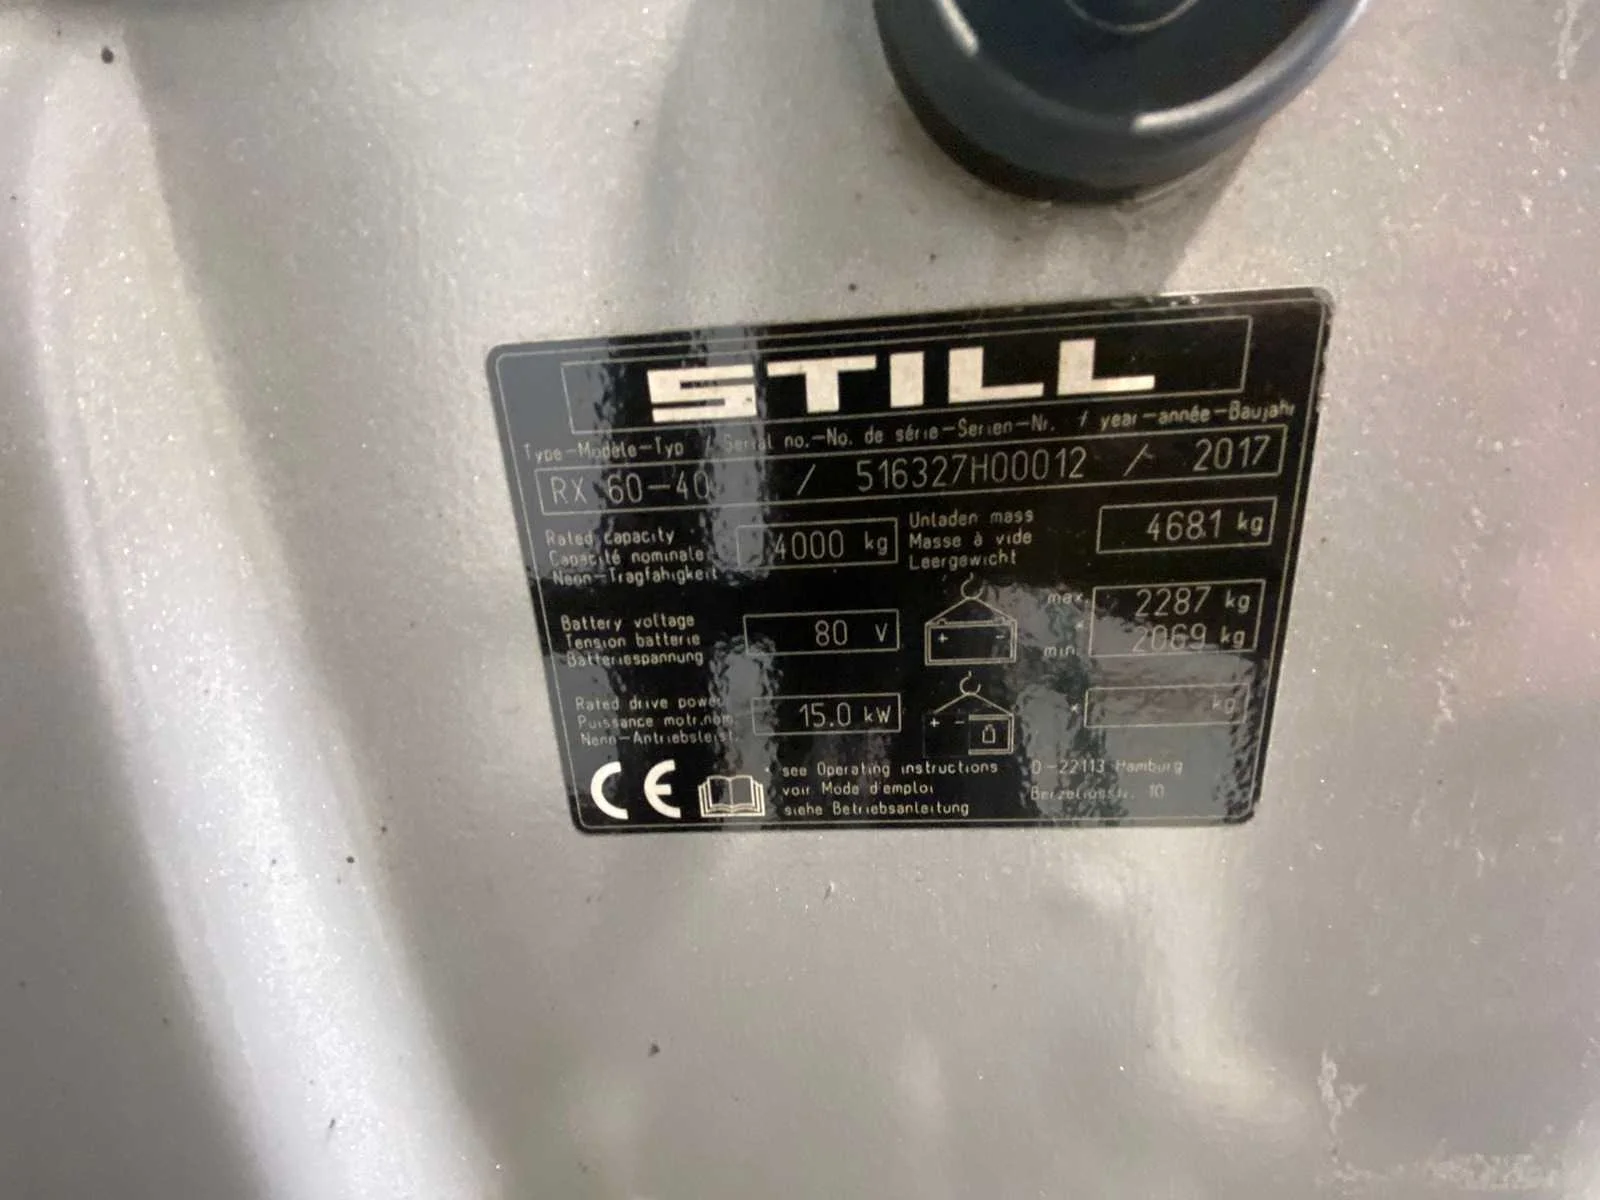 STILL
Type-Modèle-Typ / Serial no.-No. de série-Serien-Nr. / year-année-Baujahr
RX 60-40 / 516327H00012 / 2017
Rated capacity
Capacité nominale
Nenn-Tragfähigkeit
4000 kg
Unladen mass
Masse à vide
Leergewicht
4681 kg
Battery voltage
Tension batterie
Batteriespannung
80 V
+ -
max. 2287 kg
*
min. 2069 kg
Rated drive power
Puissance motr.nom.
Nenn-Antriebsleist.
15.0 kW
+ -
* kg
CE
* see Operating instructions
voir Mode d'emploi
siehe Betriebsanleitung
D-22113 Hamburg
Berzeliusstr. 10